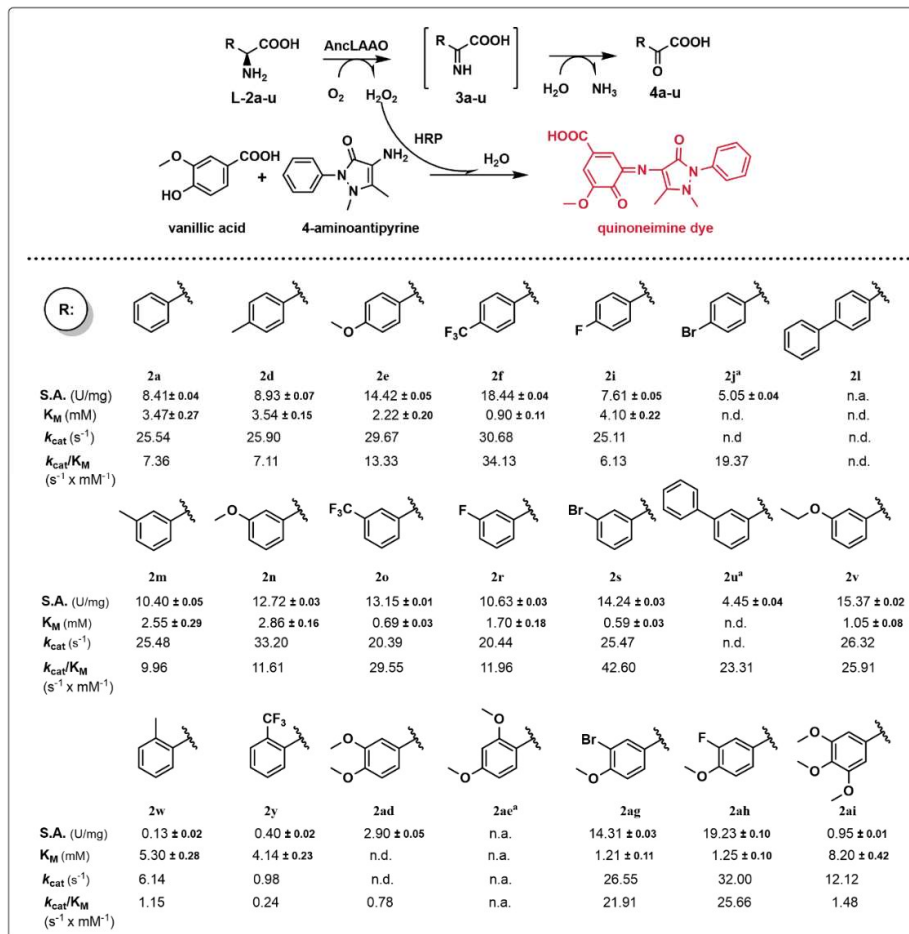 R COOH NH₂ L-2a-u
AncLAAO
O₂ H₂O₂
R COOH NH 3a-u
H₂O NH₃
R COOH O 4a-u
HRP
H₂O
O COOH HO
vanillic acid
+
O NH₂ N N
4-aminoantipyrine
HOOC O N O O N N
quinoneimine dye
R:
O F₃C F Br
2a 2d 2e 2f 2i 2jᵃ 2l
S.A. (U/mg) 8.41± 0.04 8.93 ± 0.07 14.42 ± 0.05 18.44 ± 0.04 7.61 ± 0.05 5.05 ± 0.04 n.a.
K_M (mM) 3.47± 0.27 3.54 ± 0.15 2.22 ± 0.20 0.90 ± 0.11 4.10 ± 0.22 n.d. n.d.
k_cat (s⁻¹) 25.54 25.90 29.67 30.68 25.11 n.d n.d.
k_cat/K_M 7.36 7.11 13.33 34.13 6.13 19.37 n.d.
(s⁻¹ x mM⁻¹)
O F₃C F Br O
2m 2n 2o 2r 2s 2uᵃ 2v
S.A. (U/mg) 10.40 ± 0.05 12.72 ± 0.03 13.15 ± 0.01 10.63 ± 0.03 14.24 ± 0.03 4.45 ± 0.04 15.37 ± 0.02
K_M (mM) 2.55 ± 0.29 2.86 ± 0.16 0.69 ± 0.03 1.70 ± 0.18 0.59 ± 0.03 n.d. 1.05 ± 0.08
k_cat (s⁻¹) 25.48 33.20 20.39 20.44 25.47 n.d. 26.32
k_cat/K_M 9.96 11.61 29.55 11.96 42.60 23.31 25.91
(s⁻¹ x mM⁻¹)
CF₃ O O O O Br O F O O O O
2w 2y 2ad 2aeᵃ 2ag 2ah 2ai
S.A. (U/mg) 0.13 ± 0.02 0.40 ± 0.02 2.90 ± 0.05 n.a. 14.31 ± 0.03 19.23 ± 0.10 0.95 ± 0.01
K_M (mM) 5.30 ± 0.28 4.14 ± 0.23 n.d. n.a. 1.21 ± 0.11 1.25 ± 0.10 8.20 ± 0.42
k_cat (s⁻¹) 6.14 0.98 n.d. n.a. 26.55 32.00 12.12
k_cat/K_M 1.15 0.24 0.78 n.a. 21.91 25.66 1.48
(s⁻¹ x mM⁻¹)